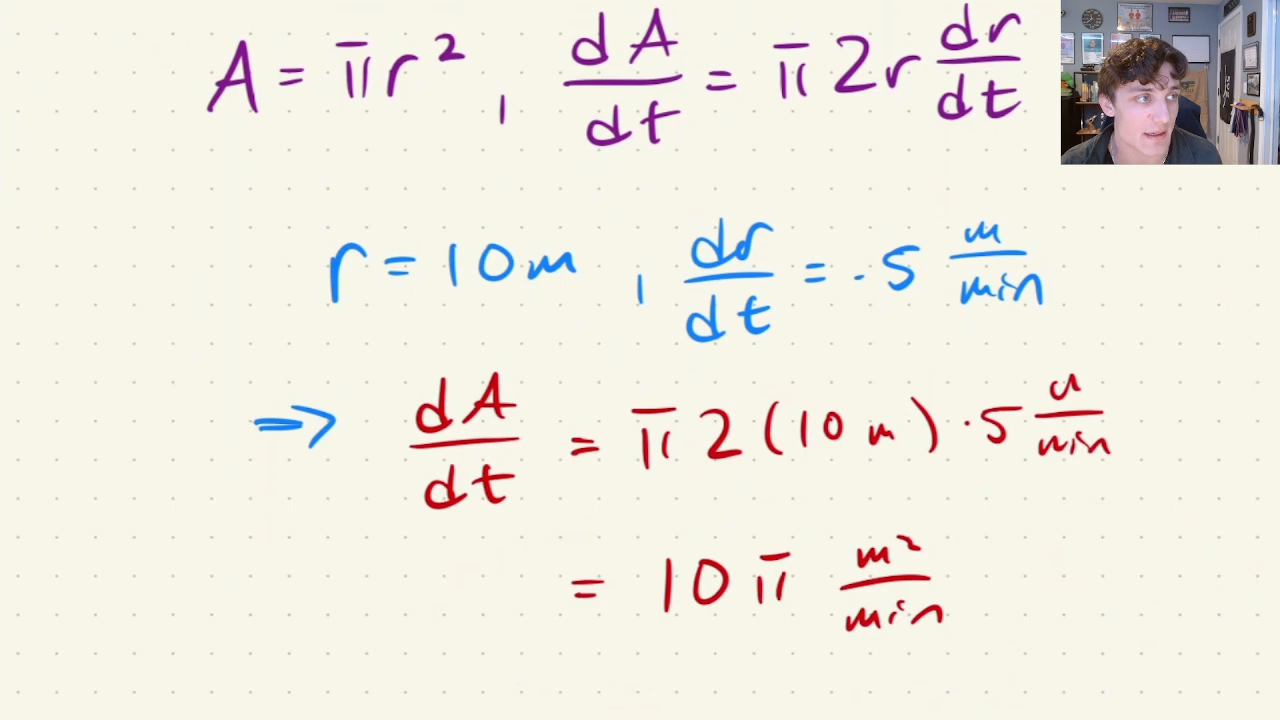 A = πr², dA/dt = π2r dr/dt
r = 10m, dr/dt = .5 m/min
⇒ dA/dt = π2(10m).5 m/min
= 10π m²/min